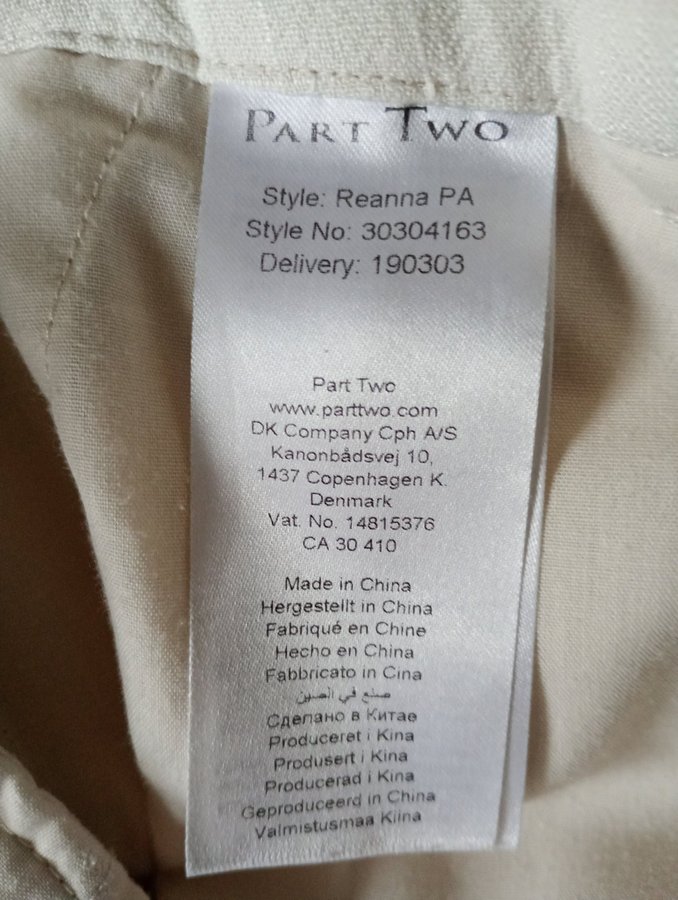 PART TWO
Style: Reanna PA
Style No: 30304163
Delivery: 190303
Part Two
www.parttwo.com
DK Company Cph A/S
Kanonbådsvej 10,
1437 Copenhagen K.
Denmark
Vat. No. 14815376
CA 30 410
Made in China
Hergestellt in China
Fabriqué en Chine
Hecho en China
Fabbricato in Cina
صنع في الصين
Сделано в Китае
Produceret i Kina
Produsert i Kina
Producerad i Kina
Geproduceerd in China
Valmistusmaa Kiina